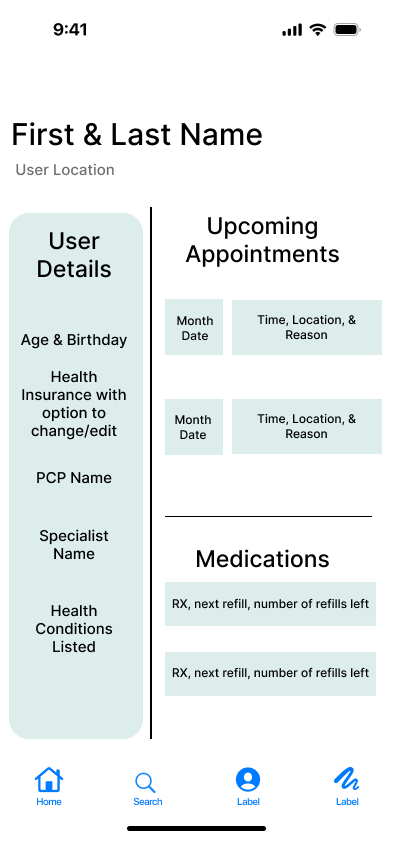 9:41
First & Last Name
User Location
User
Details
Age & Birthday
Health
Insurance with
option to
change/edit
PCP Name
Specialist
Name
Health
Conditions
Listed
Upcoming
Appointments
Month
Date
Time, Location, &
Reason
Month
Date
Time, Location, &
Reason
Medications
RX, next refill, number of refills left
RX, next refill, number of refills left
Home
Search
Label
Label